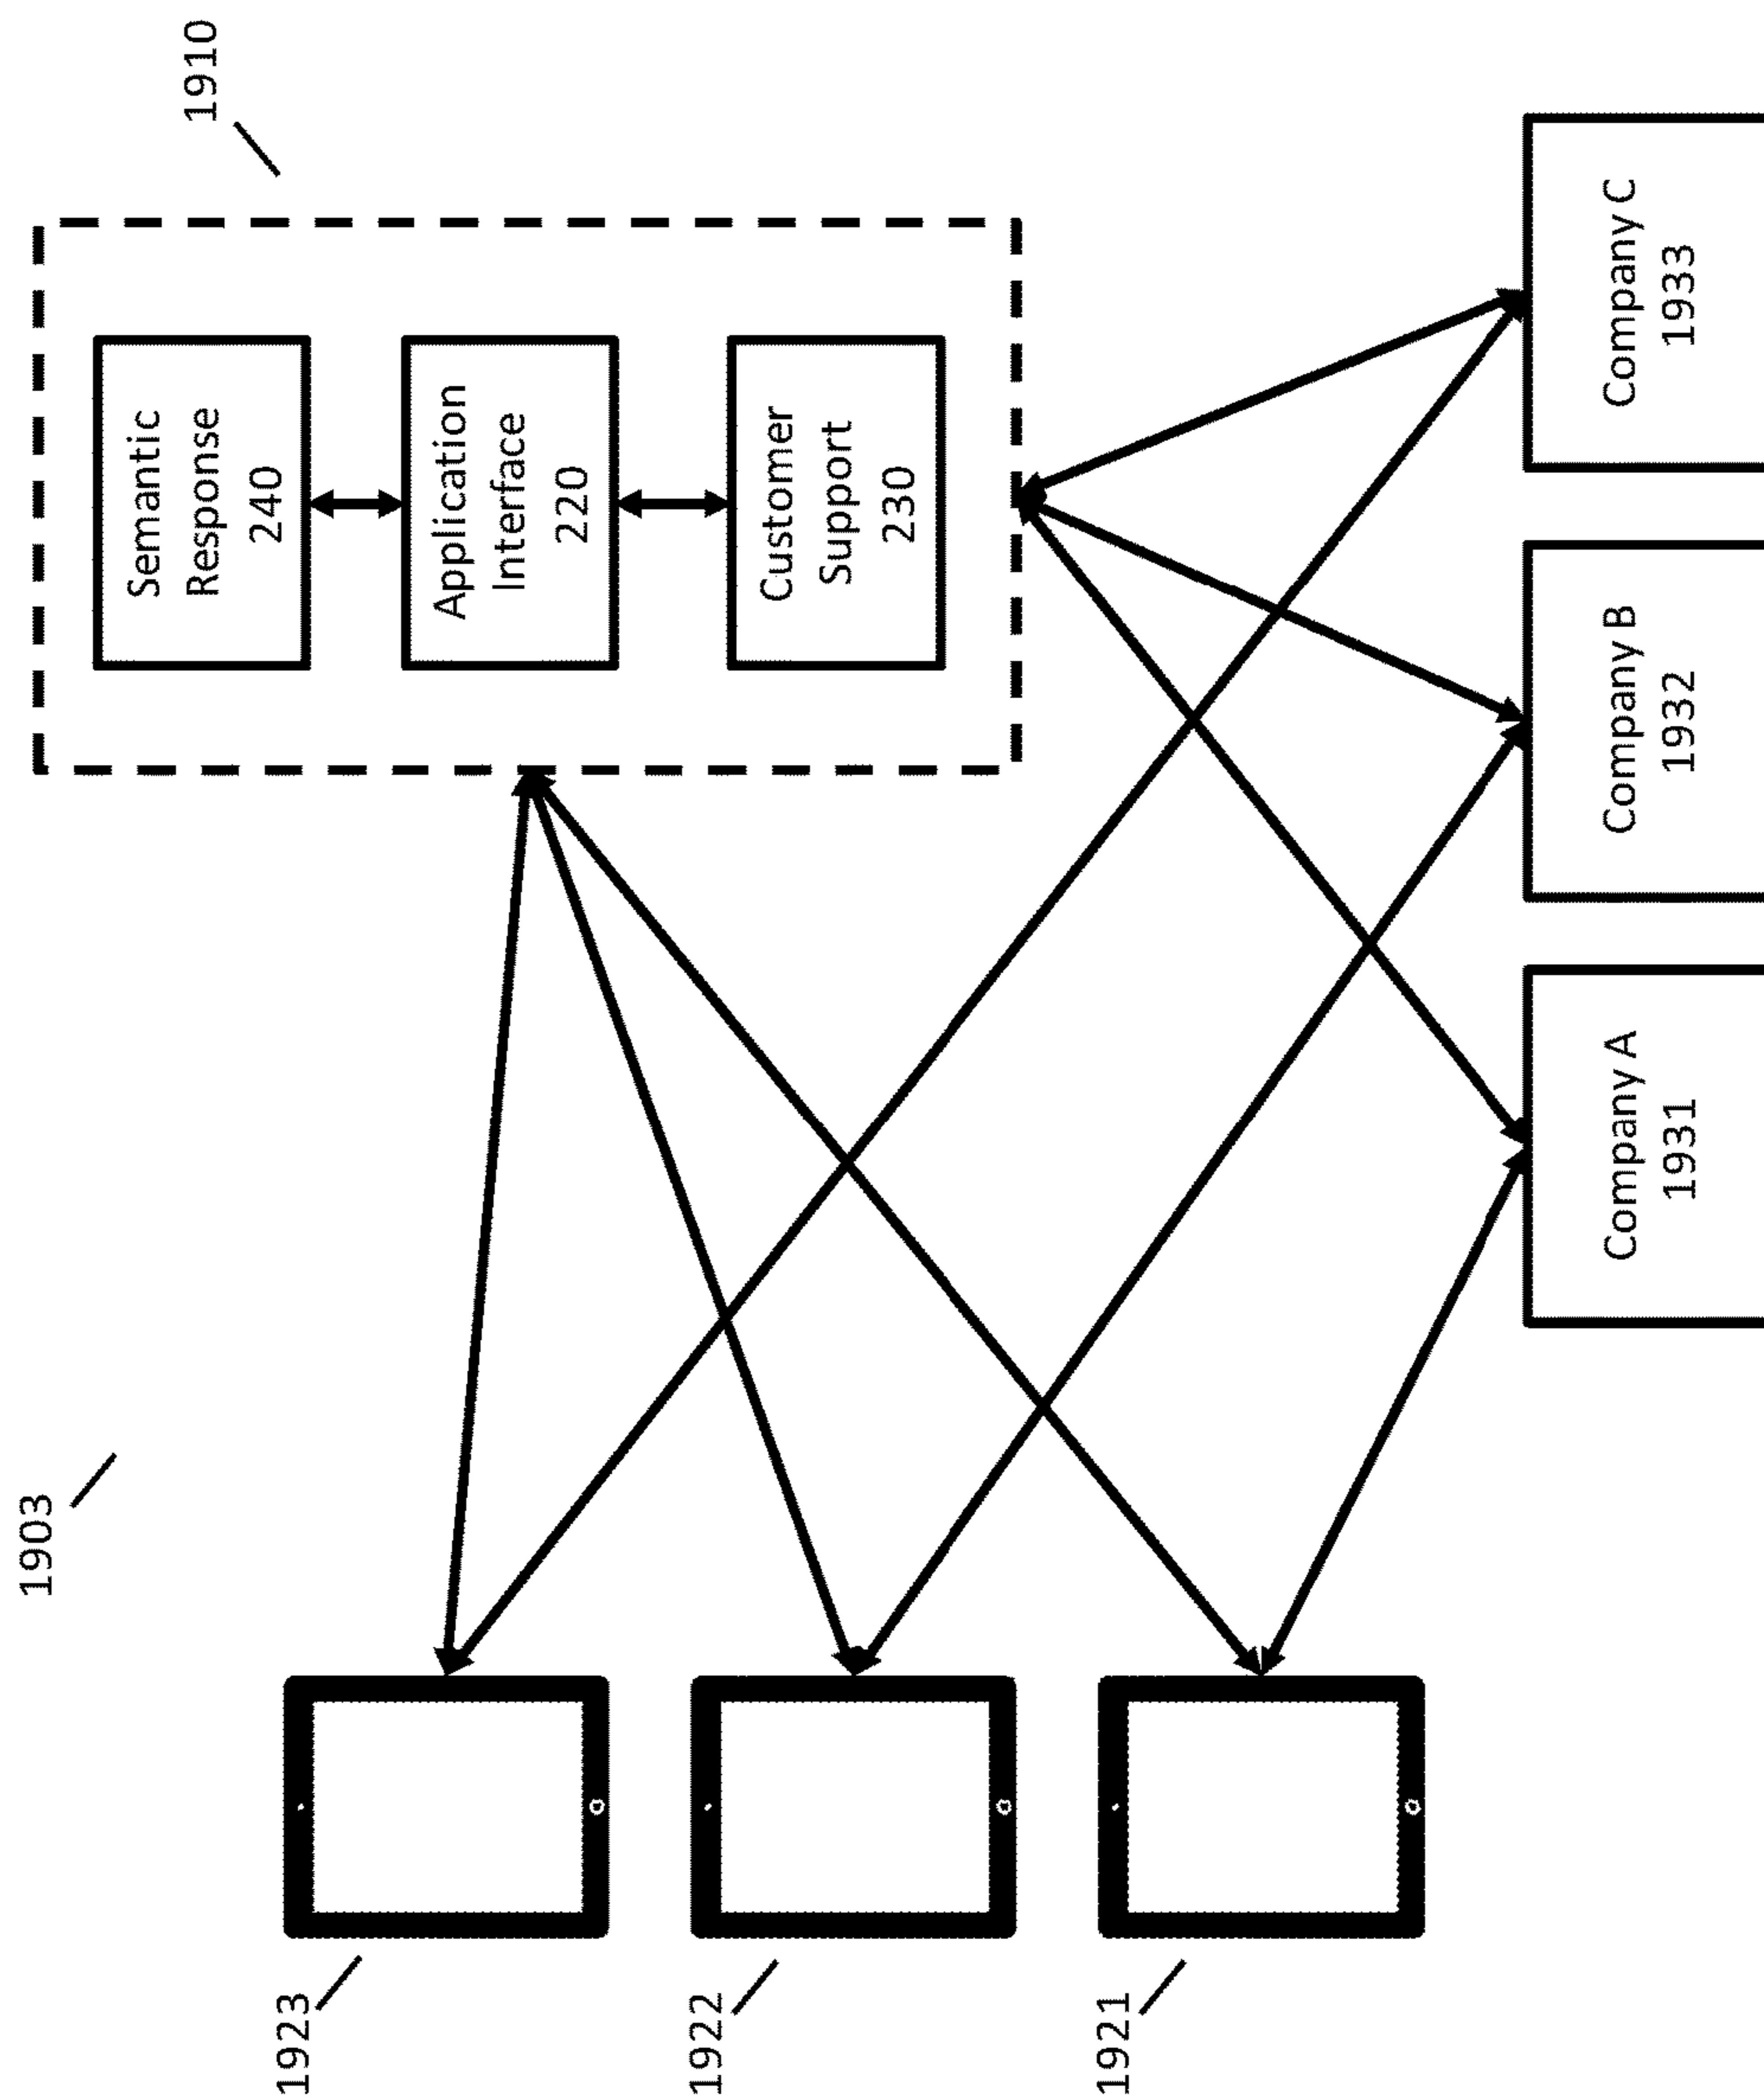 1903
1910
Semantic
Response
240
Application
Interface
220
Customer
Support
230
1923
1922
1921
Company A
1931
Company B
1932
Company C
1933